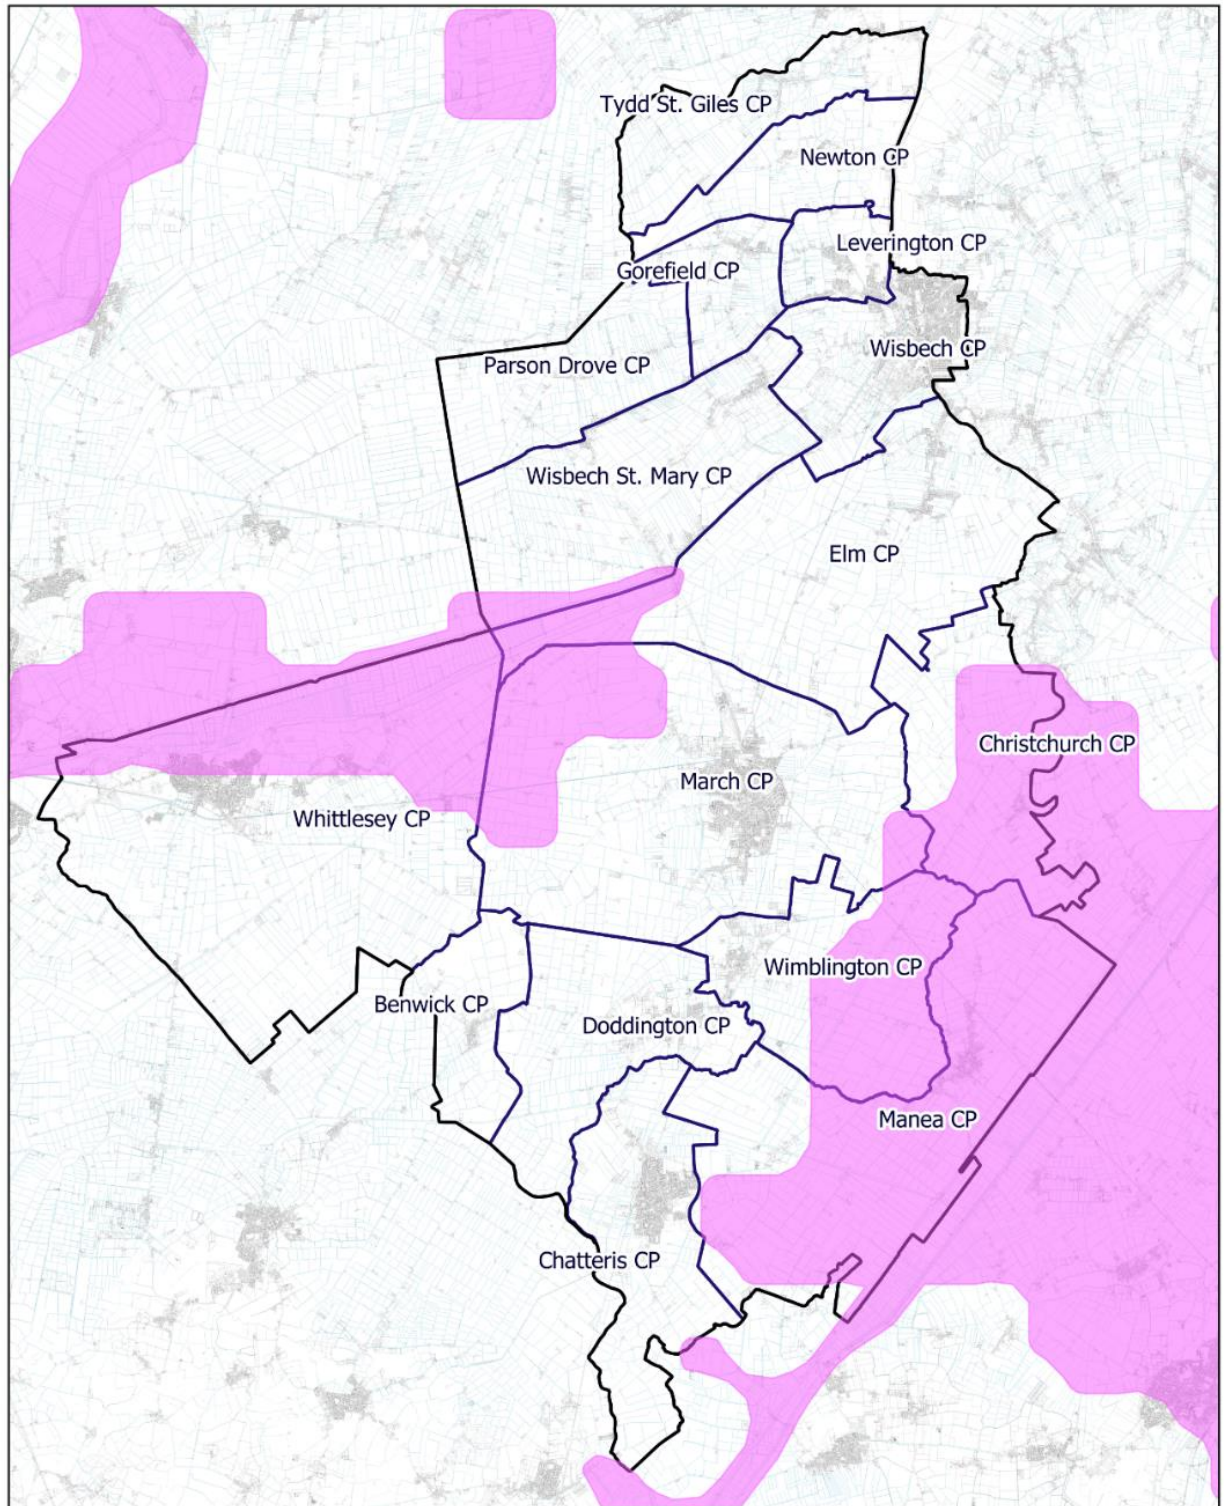 Tydd St. Giles CP
Newton CP
Leverington CP
Gorefield CP
Wisbech CP
Parson Drove CP
Wisbech St. Mary CP
Elm CP
Christchurch CP
March CP
Whittlesey CP
Wimblington CP
Benwick CP
Doddington CP
Manea CP
Chatteris CP